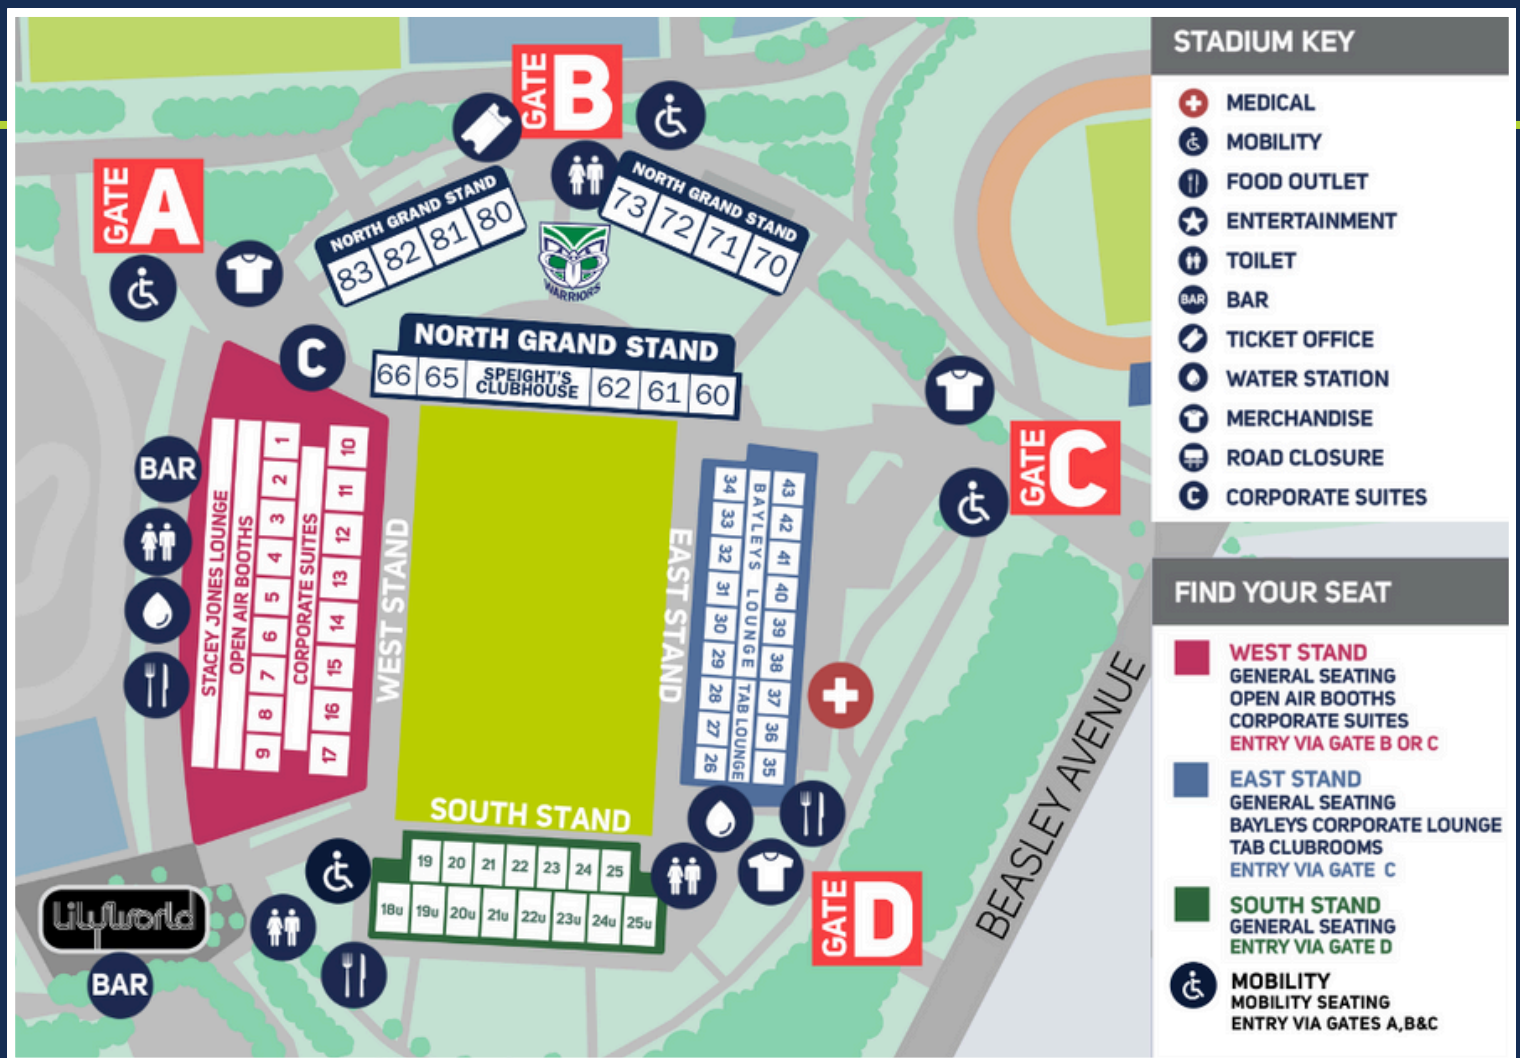 GATE B
GATE A
NORTH GRAND STAND
83 82 81 80
NORTH GRAND STAND
73 72 71 70
WARRIORS
C
NORTH GRAND STAND
66 65 SPEIGHT'S CLUBHOUSE 62 61 60
GATE C
BAR
STACEY JONES LOUNGE
OPEN AIR BOOTHS
1 2 3 4 5 6 7 8 9
CORPORATE SUITES
10 11 12 13 14 15 16 17
WEST STAND
EAST STAND
34 33 32 31 30 29 28 27 26
BAYLEYS LOUNGE TAB LOUNGE
43 42 41 40 39 38 37 36 35
SOUTH STAND
19 20 21 22 23 24 25
18u 19u 20u 21u 22u 23u 24u 25u
GATE D
BEASLEY AVENUE
Lilyworld
BAR
STADIUM KEY
MEDICAL
MOBILITY
FOOD OUTLET
ENTERTAINMENT
TOILET
BAR BAR
TICKET OFFICE
WATER STATION
MERCHANDISE
ROAD CLOSURE
C CORPORATE SUITES
FIND YOUR SEAT
WEST STAND
GENERAL SEATING
OPEN AIR BOOTHS
CORPORATE SUITES
ENTRY VIA GATE B OR C
EAST STAND
GENERAL SEATING
BAYLEYS CORPORATE LOUNGE
TAB CLUBROOMS
ENTRY VIA GATE C
SOUTH STAND
GENERAL SEATING
ENTRY VIA GATE D
MOBILITY
MOBILITY SEATING
ENTRY VIA GATES A,B&C